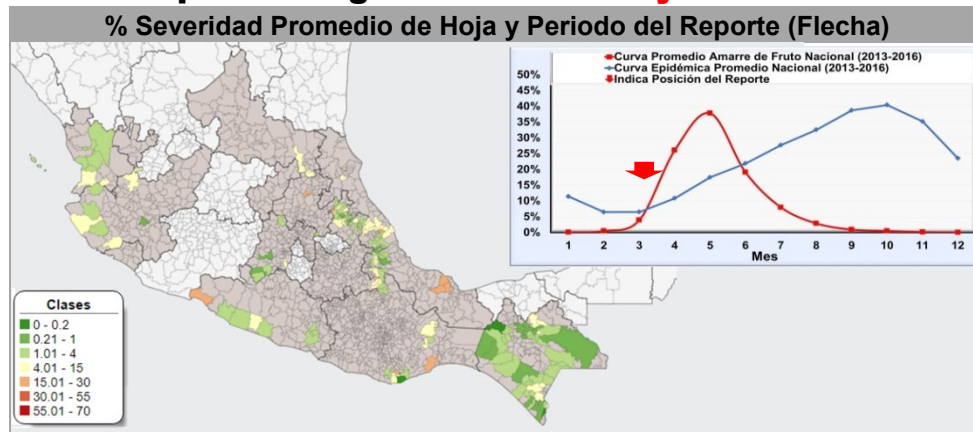 % Severidad Promedio de Hoja y Periodo del Reporte (Flecha)
Curva Promedio Amarre de Fruto Nacional (2013-2016)
Curva Epidémica Promedio Nacional (2013-2016)
Indica Posición del Reporte
50%
45%
40%
35%
30%
25%
20%
15%
10%
5%
0%
1 2 3 4 5 6 7 8 9 10 11 12
Mes
Clases
0 - 0.2
0.21 - 1
1.01 - 4
4.01 - 15
15.01 - 30
30.01 - 55
55.01 - 70